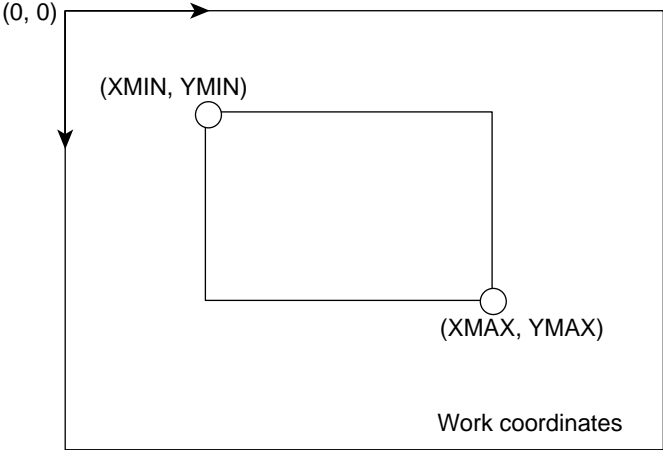 (0, 0)
(XMIN, YMIN)
(XMAX, YMAX)
Work coordinates